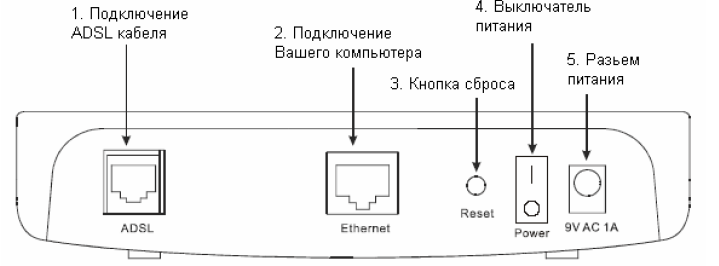 1. Подключение
ADSL кабеля
2. Подключение
Вашего компьютера
3. Кнопка сброса
4. Выключатель
питания
5. Разьем
питания
ADSL
Ethernet
Reset
Power
9V AC 1A